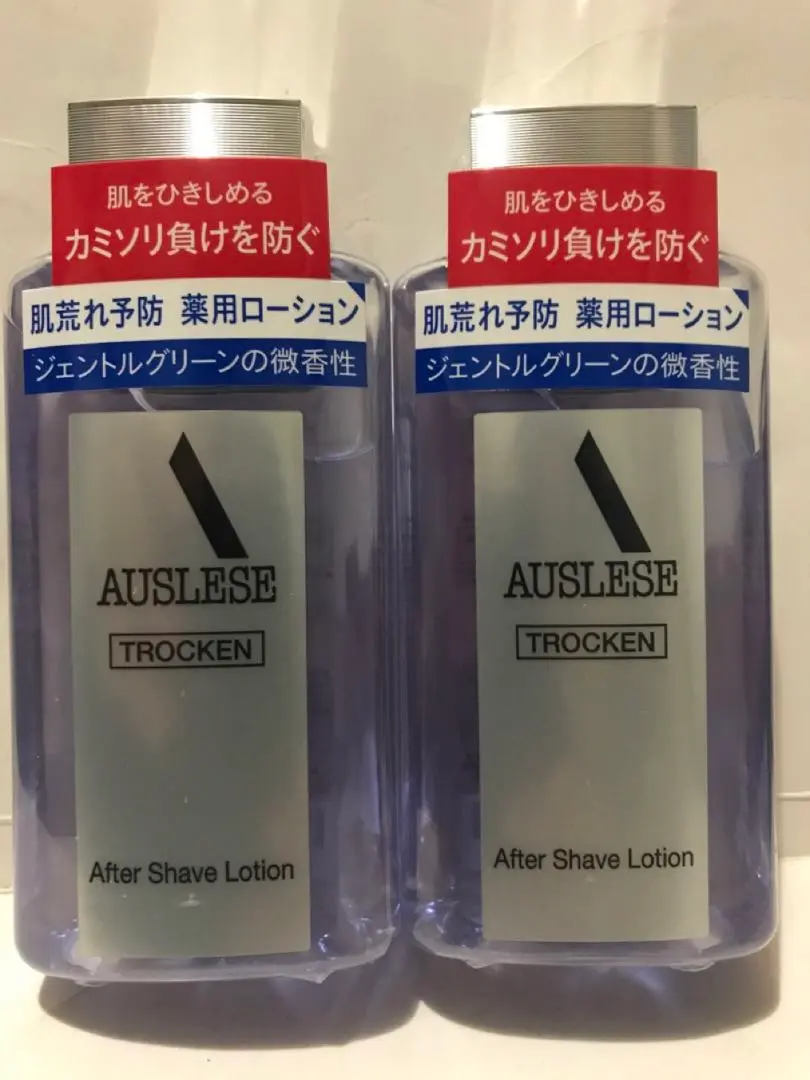 肌をひきしめる
カミソリ負けを防ぐ
肌荒れ予防 薬用ローション
ジェントルグリーンの微香性
AUSLESE
TROCKEN
After Shave Lotion
肌をひきしめる
カミソリ負けを防ぐ
肌荒れ予防 薬用ローション
ジェントルグリーンの微香性
AUSLESE
TROCKEN
After Shave Lotion